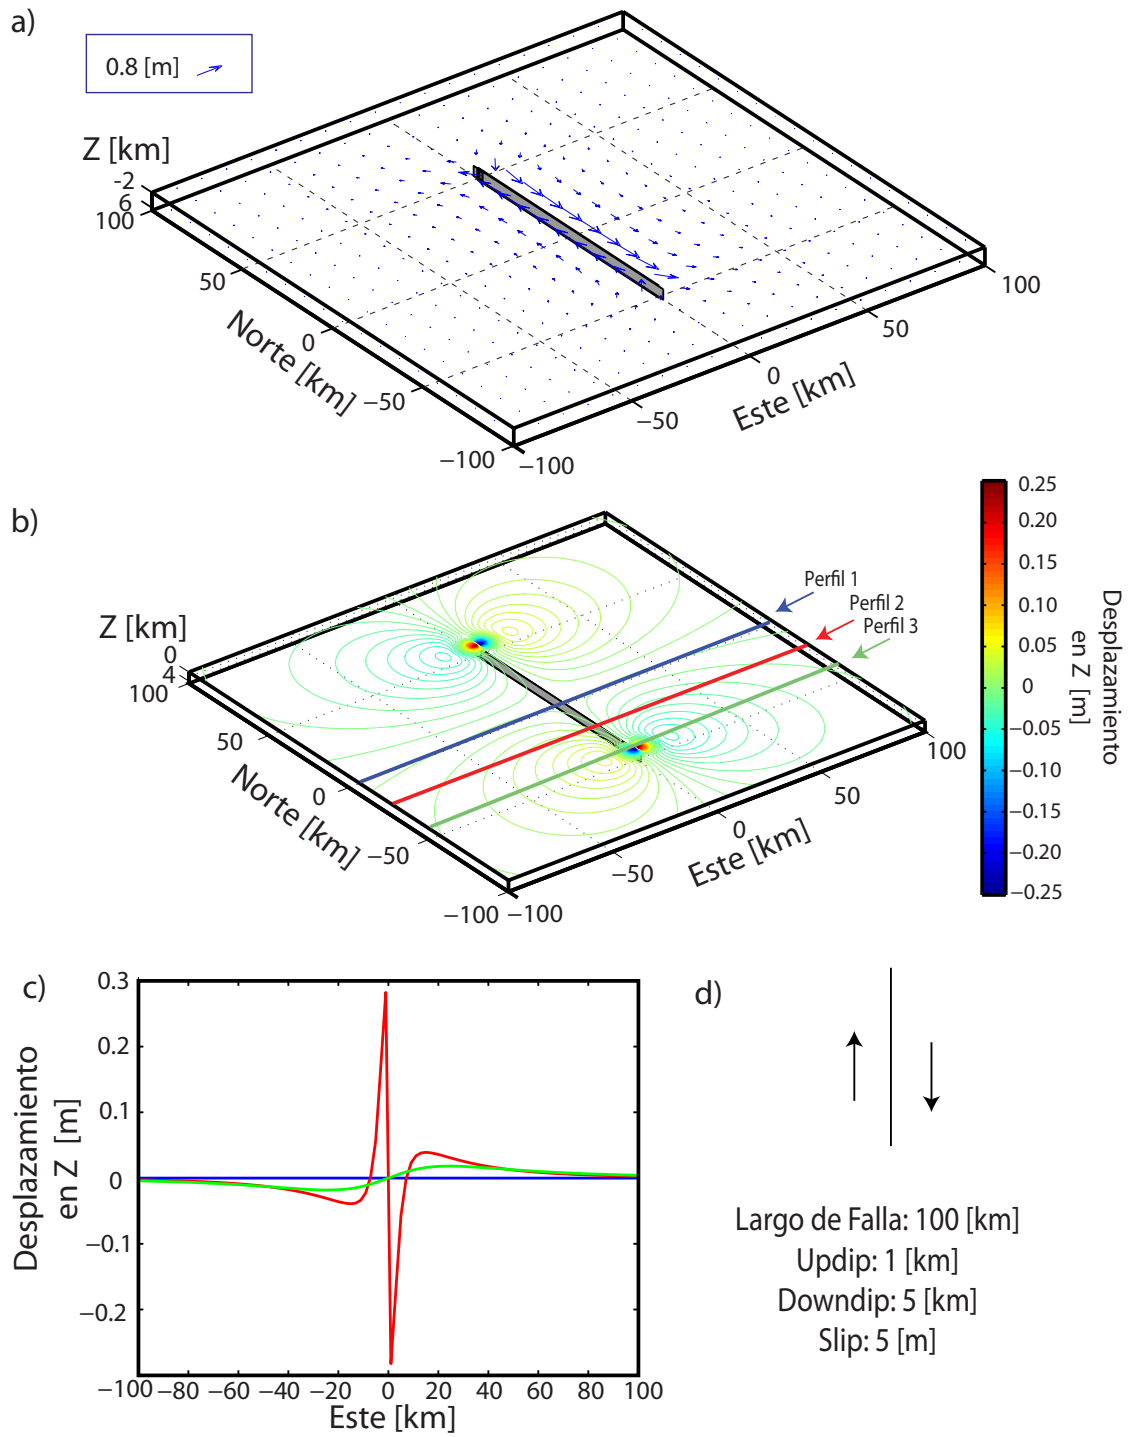 a)
0.8 [m]
Z [km]
-2
6
100
50
0
−50
−100
Norte [km]
−100
−50
0
50
100
Este [km]
b)
Perfil 1
Perfil 2
Perfil 3
Z [km]
0
4
100
50
0
−50
−100
Norte [km]
−100
−50
0
50
100
Este [km]
0.25
0.20
0.15
0.10
0.05
0
−0.05
−0.10
−0.15
−0.20
−0.25
Desplazamiento
en Z [m]
c)
0.3
0.2
0.1
0
−0.1
−0.2
−100
−80
−60
−40
−20
0
20
40
60
80
100
Desplazamiento
en Z [m]
Este [km]
d)
Largo de Falla: 100 [km]
Updip: 1 [km]
Downdip: 5 [km]
Slip: 5 [m]